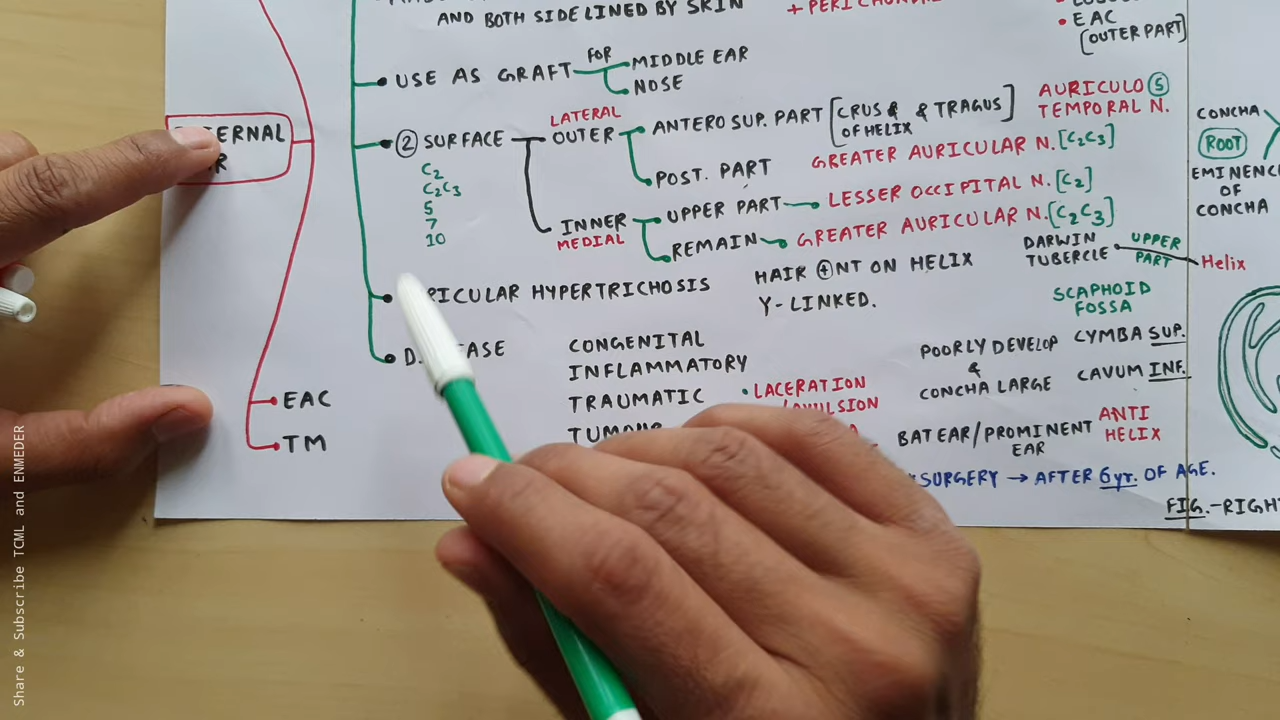 AND BOTH SIDE LINED BY SKIN
EAC
[OUTER PART]
USE AS GRAFT FOR MIDDLE EAR
NOSE
② SURFACE
C2
C2C3
5
7
10
LATERAL
OUTER
ANTERO SUP. PART [CRUS & & TRAGUS]
OF HELIX
AURICULO ⑤
TEMPORAL N.
POST. PART
GREATER AURICULAR N. [C2C3]
INNER
MEDIAL
UPPER PART LESSER OCCIPITAL N. [C2]
REMAIN GREATER AURICULAR N. [C2C3]
HYPERTRICHOSIS
HAIR ⊕NT ON HELIX
Y-LINKED.
CONGENITAL
INFLAMMATORY
TRAUMATIC
• LACERATION
EAC
TM
CONCHA
ROOT
EMINENC
OF
CONCHA
DARWIN
TUBERCLE
UPPER
PART
Helix
SCAPHOID
FOSSA
POORLY DEVELOP
&
CONCHA LARGE
CYMBA SUP.
CAVUM INF.
BAT EAR/PROMINENT
EAR
ANTI
HELIX
SURGERY → AFTER 6yr. OF AGE.
FIG.-RIGH
Share & Subscribe TCML and ENMEDER